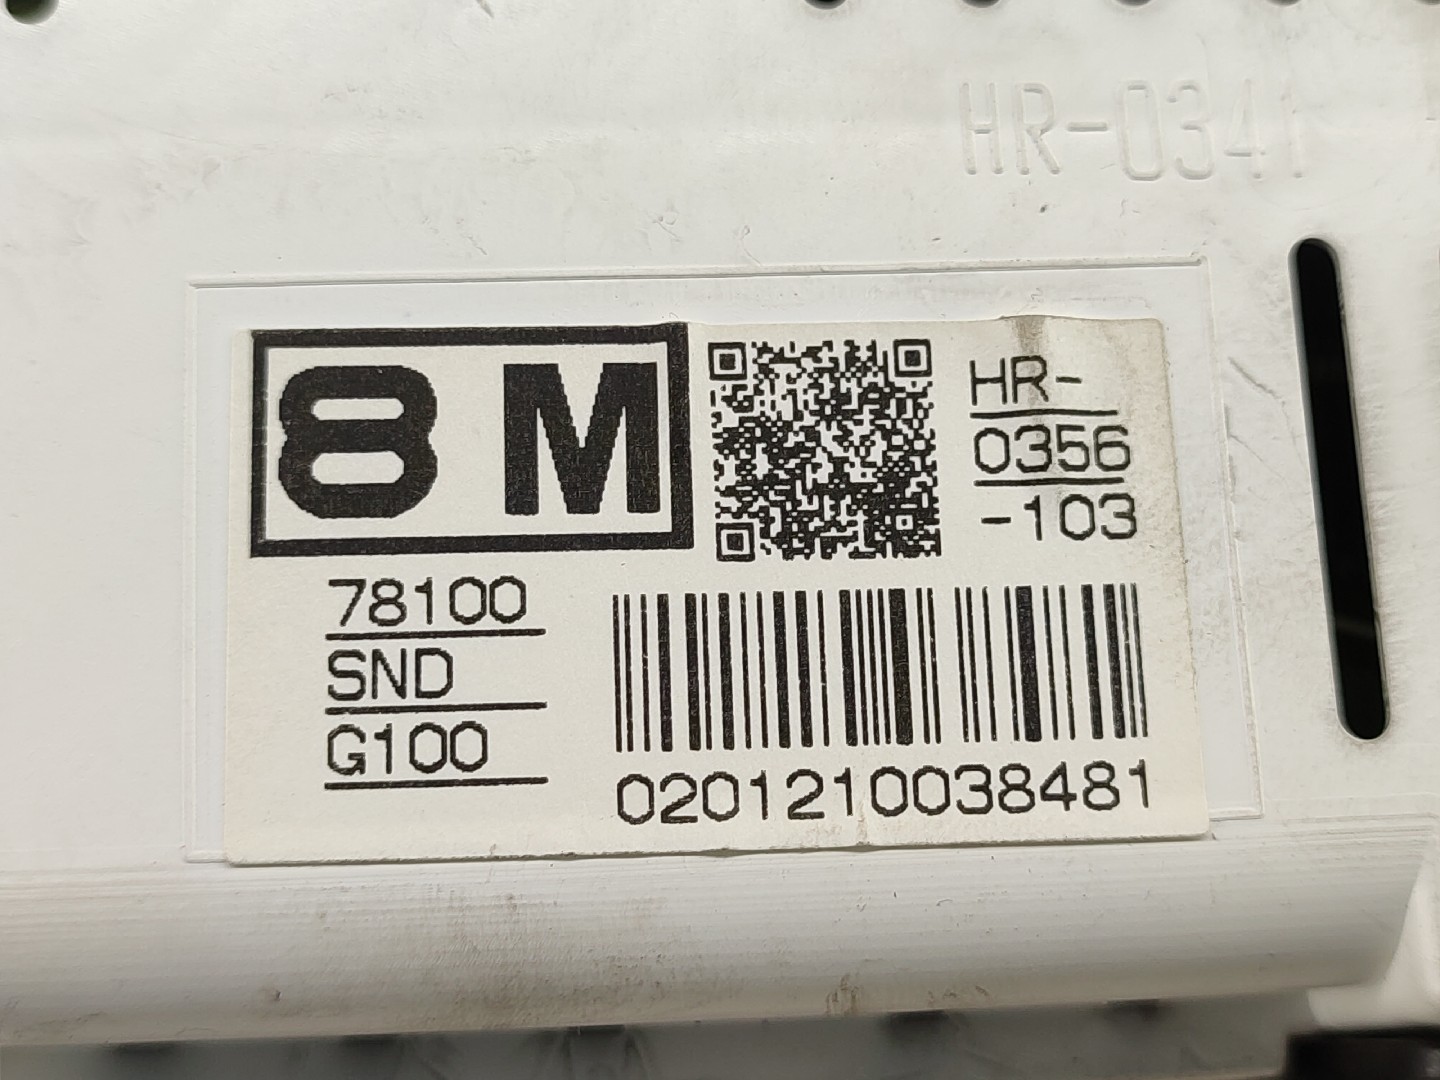 HR-0341
8 M
HR-
0356
-103
78100
SND
G100
0201210038481